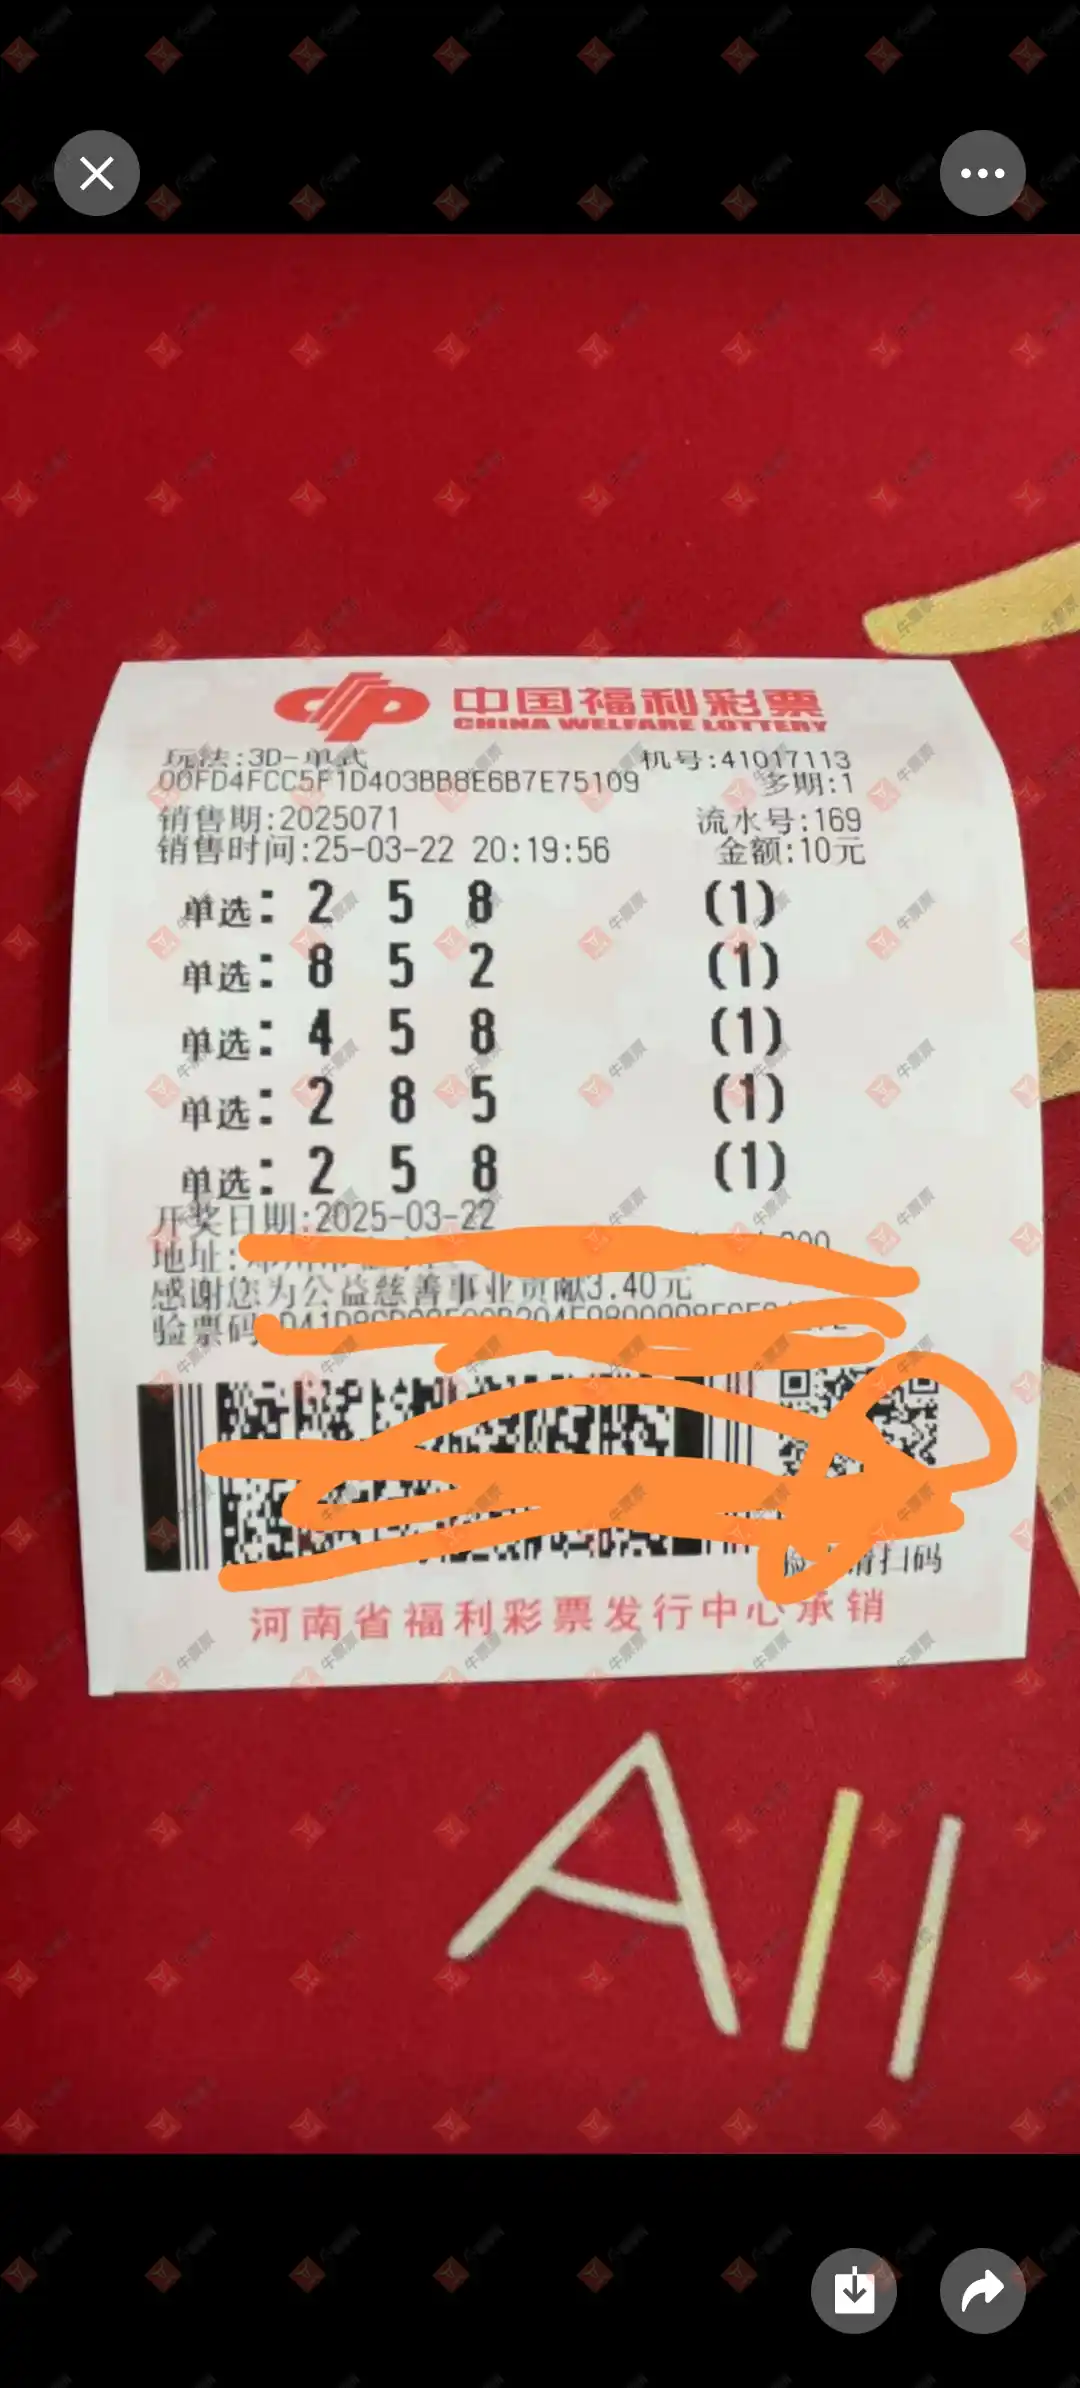 中国福利彩票
CHINA WELFARE LOTTERY
玩法:3D-单式 机号:41017113
00FD4FCC5F1D403BB8E6B7E75109 多期:1
销售期:2025071 流水号:169
销售时间:25-03-22 20:19:56 金额:10元
单选: 2 5 8 (1)
单选: 8 5 2 (1)
单选: 4 5 8 (1)
单选: 2 8 5 (1)
单选: 2 5 8 (1)
开奖日期:2025-03-22
地址:
感谢您为公益慈善事业贡献3.40元
验票码
请扫码
河南省福利彩票发行中心承销
All
牛票票